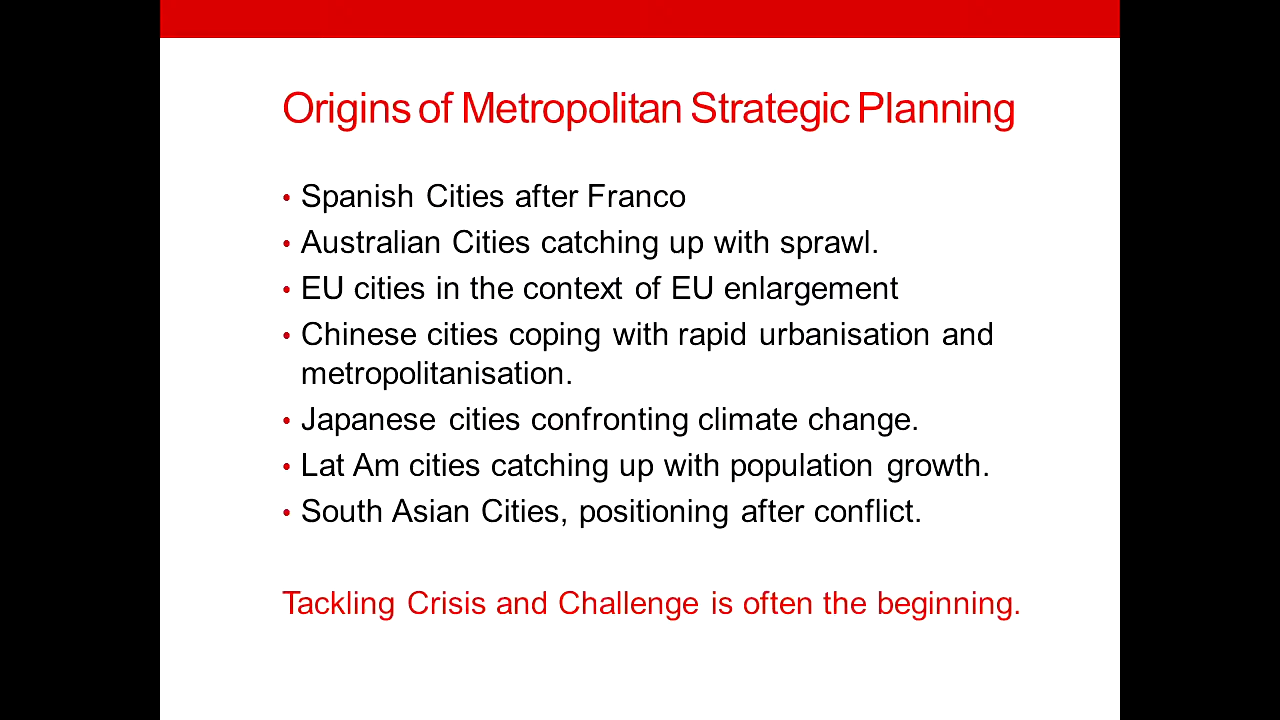 Origins of Metropolitan Strategic Planning
• Spanish Cities after Franco
• Australian Cities catching up with sprawl.
• EU cities in the context of EU enlargement
• Chinese cities coping with rapid urbanisation and
metropolitanisation.
• Japanese cities confronting climate change.
• Lat Am cities catching up with population growth.
• South Asian Cities, positioning after conflict.
Tackling Crisis and Challenge is often the beginning.